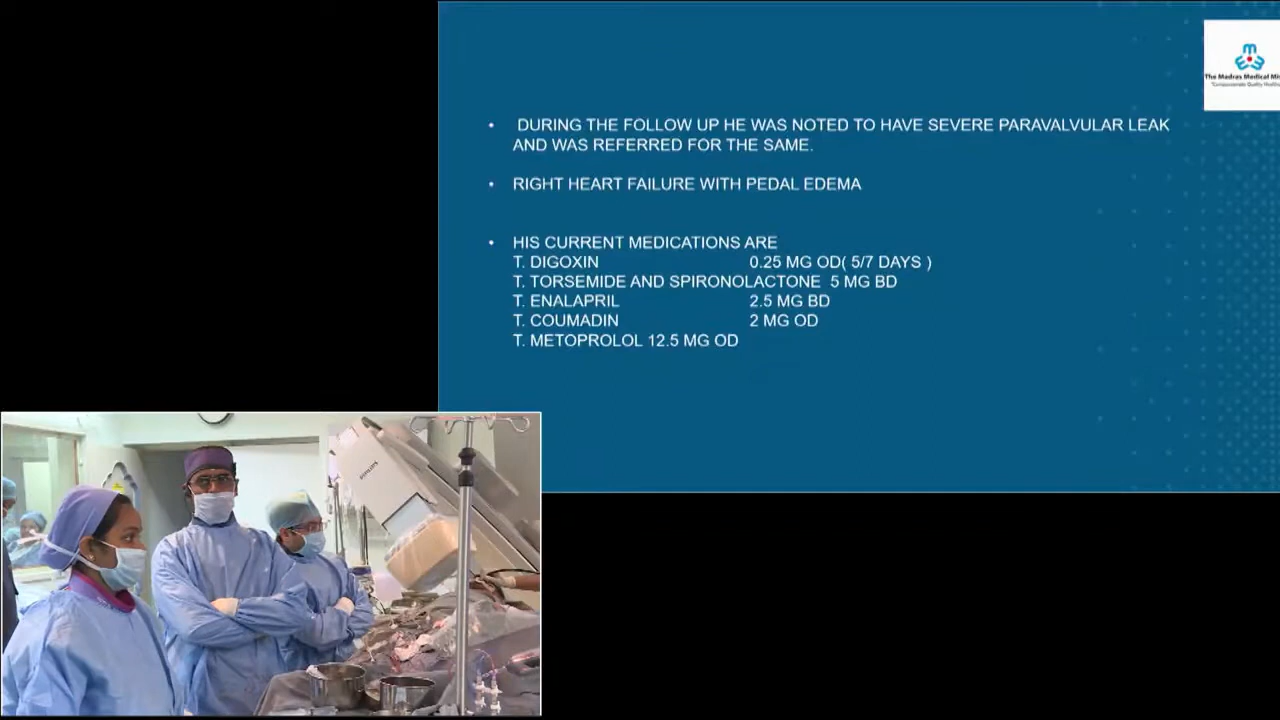 DURING THE FOLLOW UP HE WAS NOTED TO HAVE SEVERE PARAVALVULAR LEAK
AND WAS REFERRED FOR THE SAME.
RIGHT HEART FAILURE WITH PEDAL EDEMA
HIS CURRENT MEDICATIONS ARE
T. DIGOXIN 0.25 MG OD( 5/7 DAYS )
T. TORSEMIDE AND SPIRONOLACTONE 5 MG BD
T. ENALAPRIL 2.5 MG BD
T. COUMADIN 2 MG OD
T. METOPROLOL 12.5 MG OD
The Madras Medical